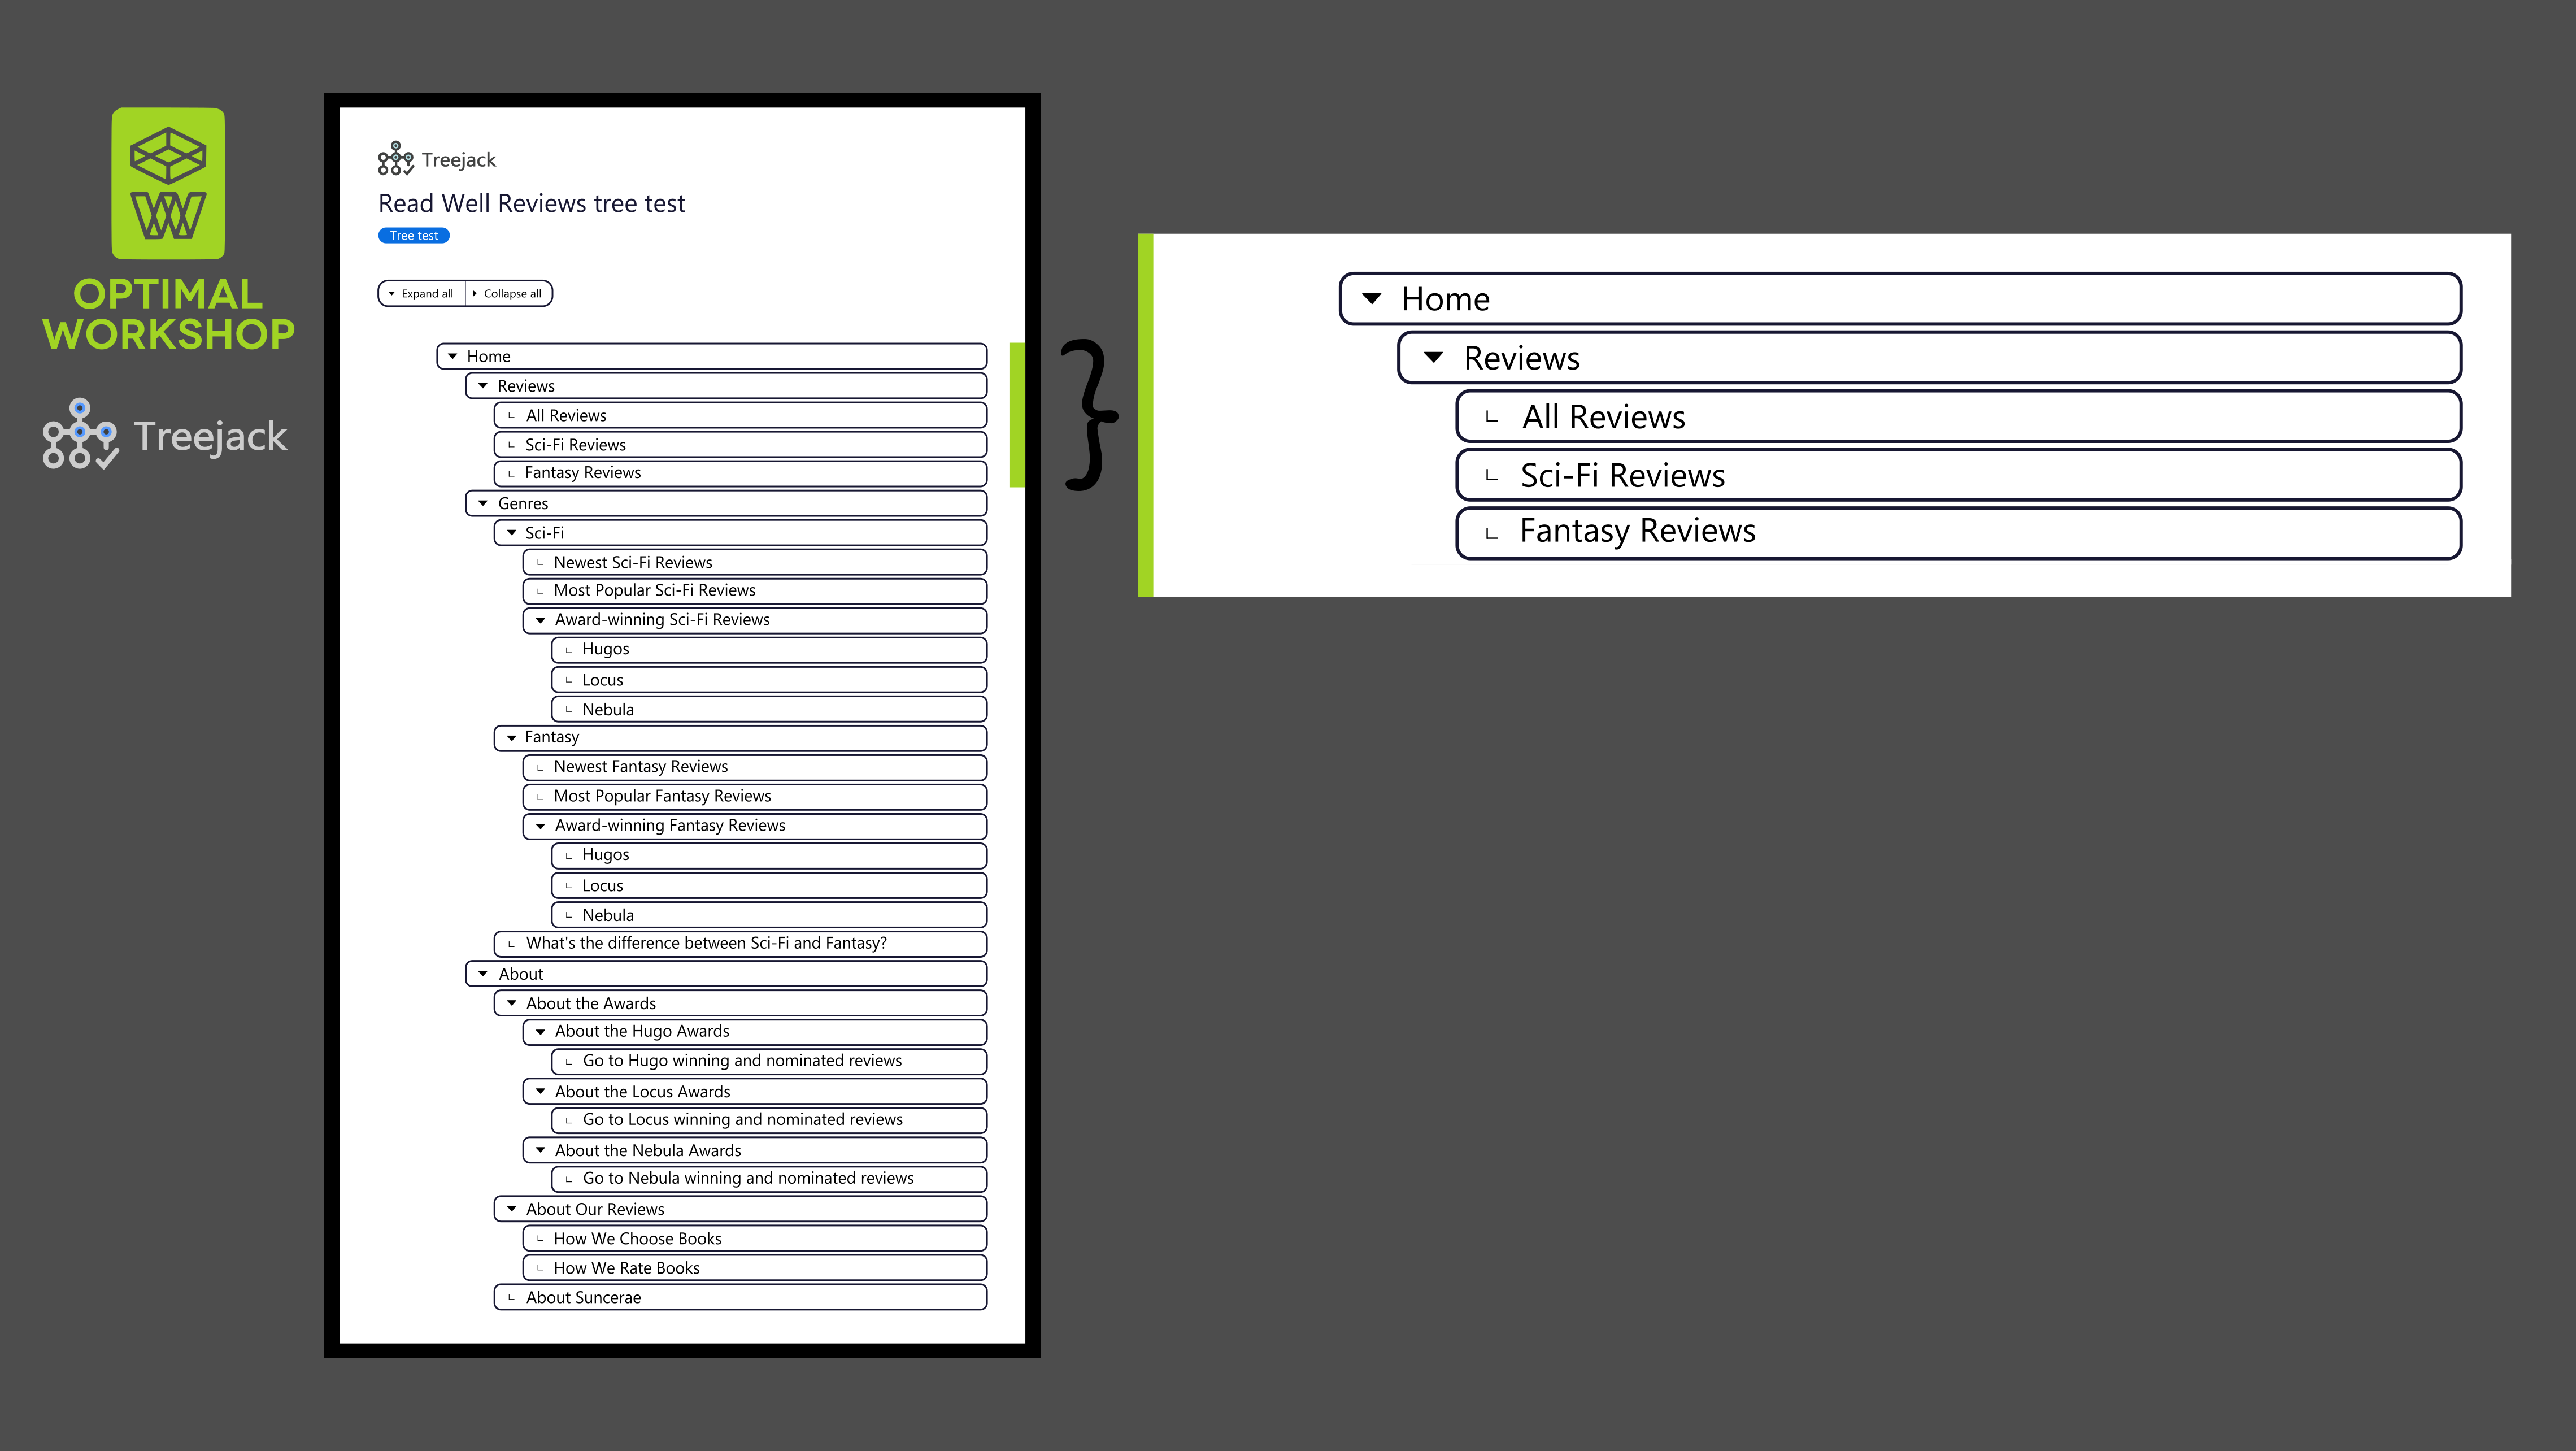 OPTIMAL
WORKSHOP
Treejack
Treejack
Read Well Reviews tree test
Tree test
Expand all Collapse all
Home
Reviews
All Reviews
Sci-Fi Reviews
Fantasy Reviews
Genres
Sci-Fi
Newest Sci-Fi Reviews
Most Popular Sci-Fi Reviews
Award-winning Sci-Fi Reviews
Hugos
Locus
Nebula
Fantasy
Newest Fantasy Reviews
Most Popular Fantasy Reviews
Award-winning Fantasy Reviews
Hugos
Locus
Nebula
What's the difference between Sci-Fi and Fantasy?
About
About the Awards
About the Hugo Awards
Go to Hugo winning and nominated reviews
About the Locus Awards
Go to Locus winning and nominated reviews
About the Nebula Awards
Go to Nebula winning and nominated reviews
About Our Reviews
How We Choose Books
How We Rate Books
About Suncerae
}
Home
Reviews
All Reviews
Sci-Fi Reviews
Fantasy Reviews